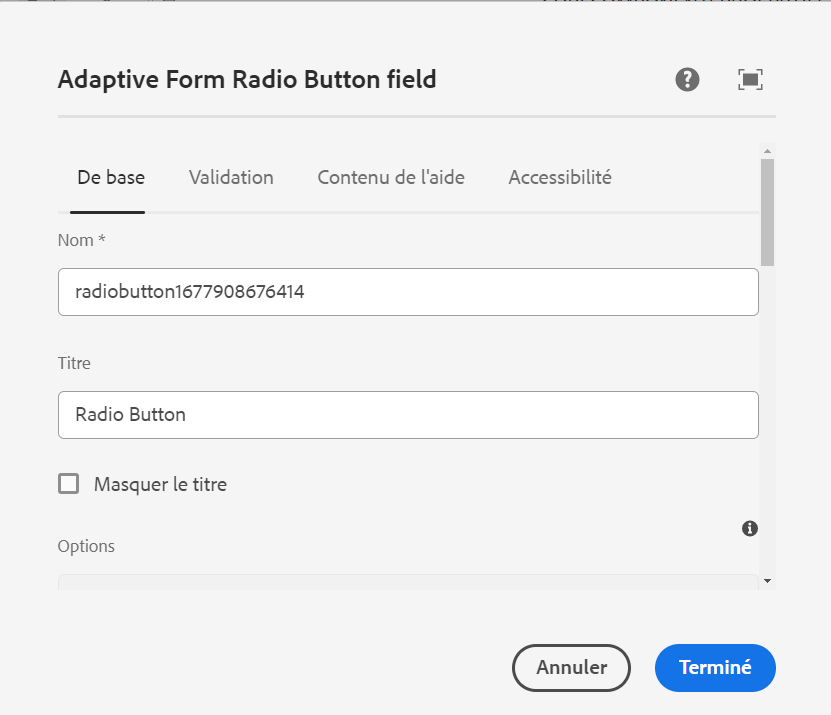 Adaptive Form Radio Button field
De base Validation Contenu de l'aide Accessibilité
Nom *
radiobutton1677908676414
Titre
Radio Button
Masquer le titre
Options
Annuler Terminé